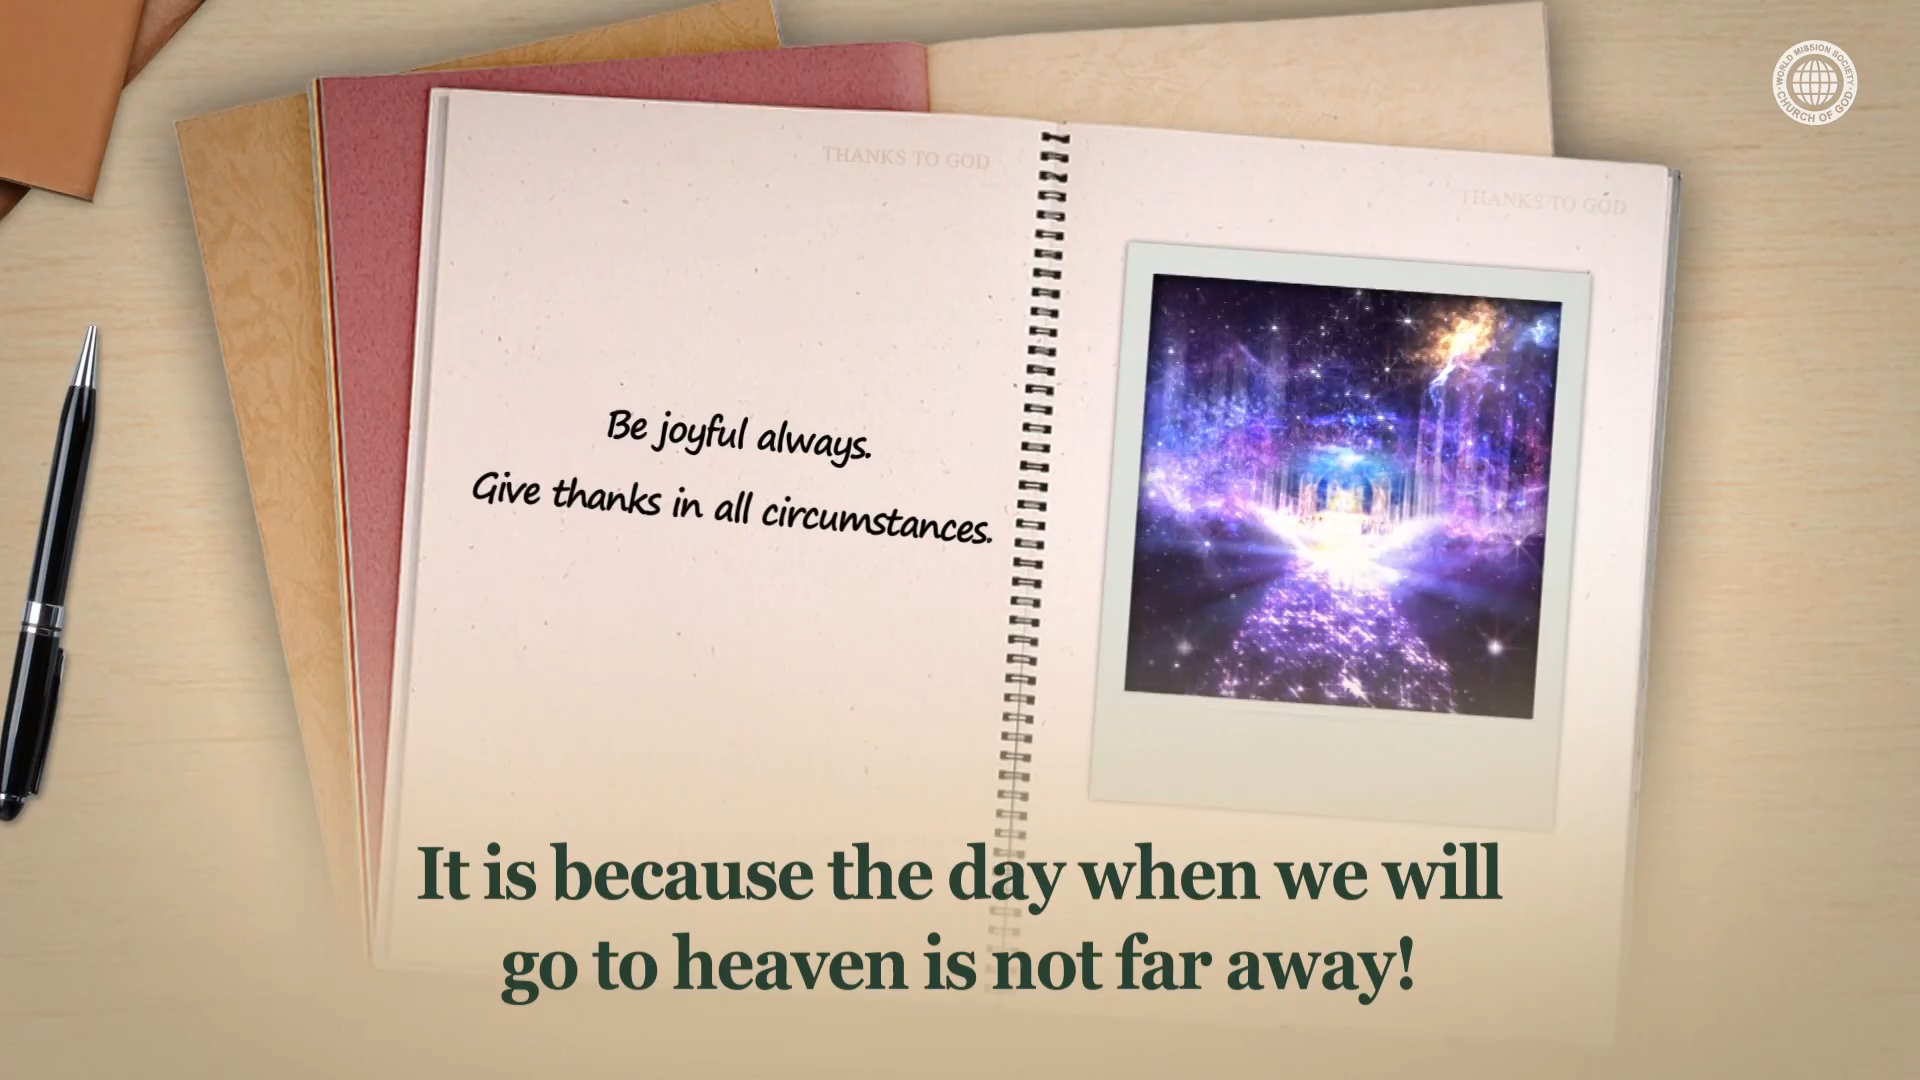 WORLD MISSION SOCIETY
CHURCH OF GOD
THANKS TO GOD
THANKS TO GOD
Be joyful always.
Give thanks in all circumstances.
It is because the day when we will
go to heaven is not far away!